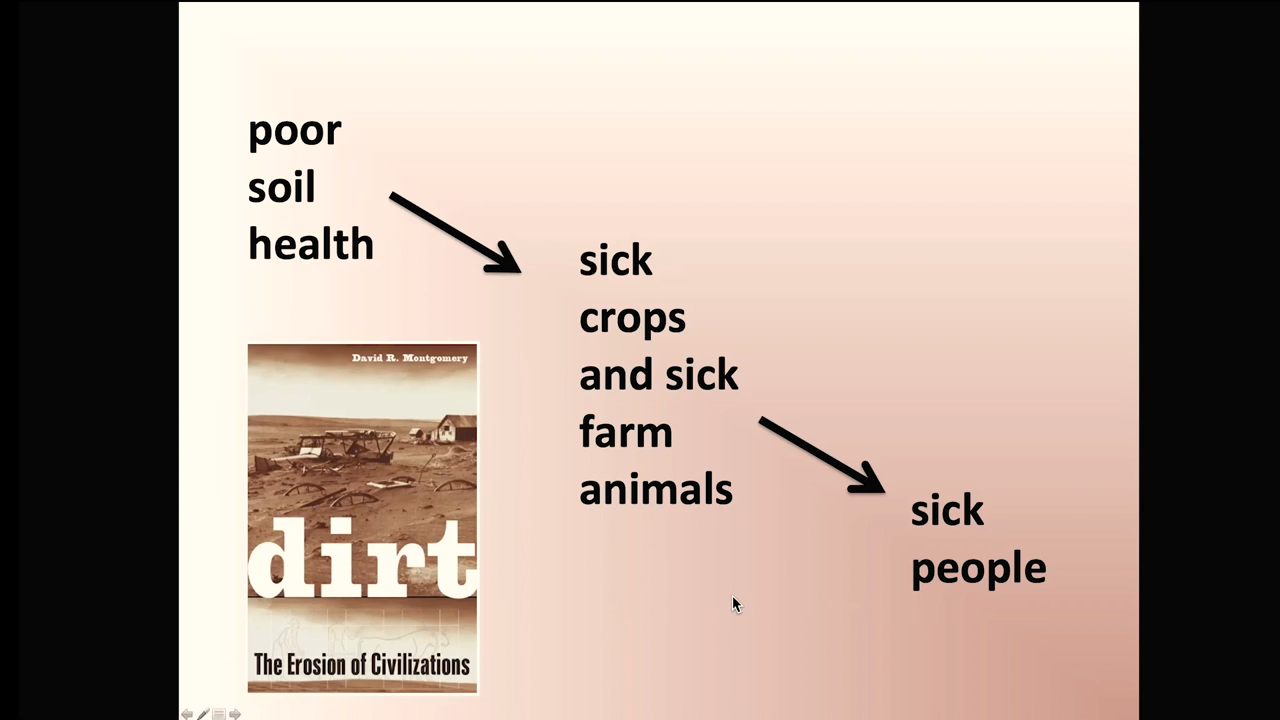 poor
soil
health
sick
crops
and sick
farm
animals
sick
people
David R. Montgomery
dirt
The Erosion of Civilizations